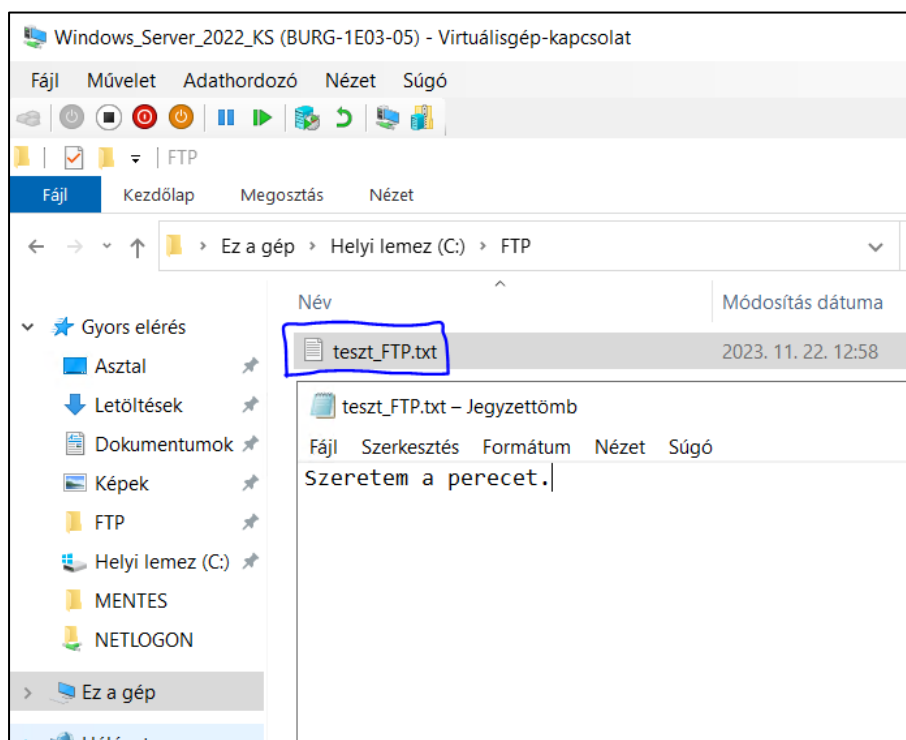 Windows_Server_2022_KS (BURG-1E03-05) - Virtuálisgép-kapcsolat
Fájl Művelet Adathordozó Nézet Súgó
FTP
Fájl Kezdőlap Megosztás Nézet
Ez a gép › Helyi lemez (C:) › FTP
Név Módosítás dátuma
Gyors elérés
teszt_FTP.txt 2023. 11. 22. 12:58
Asztal
teszt_FTP.txt – Jegyzettömb
Letöltések
Fájl Szerkesztés Formátum Nézet Súgó
Dokumentumok
Szeretem a perecet.
Képek
FTP
Helyi lemez (C:)
MENTES
NETLOGON
Ez a gép